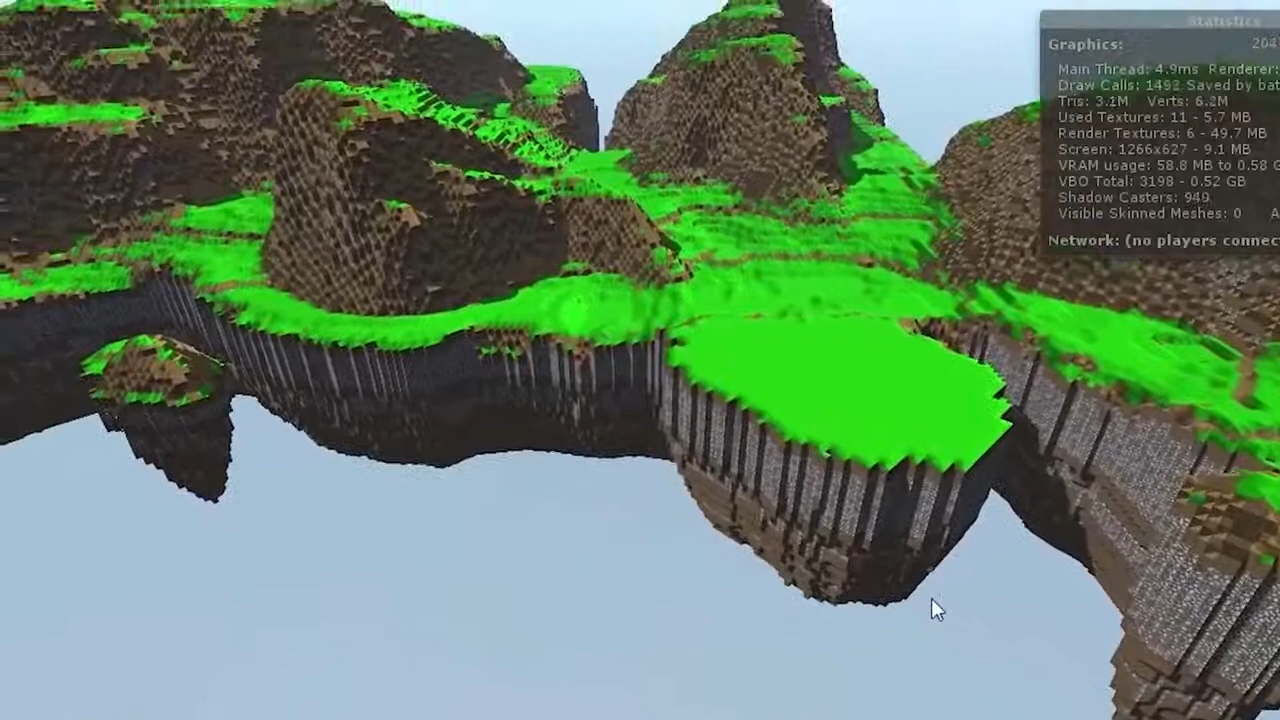 Statistics
Graphics: 204
Main Thread: 4.9ms Renderer:
Draw Calls: 1492 Saved by bat
Tris: 3.1M Verts: 6.2M
Used Textures: 11 - 5.7 MB
Render Textures: 6 - 49.7 MB
Screen: 1266x627 - 9.1 MB
VRAM usage: 58.8 MB to 0.58 G
VBO Total: 3198 - 0.52 GB
Shadow Casters: 949
Visible Skinned Meshes: 0 A
Network: (no players connec